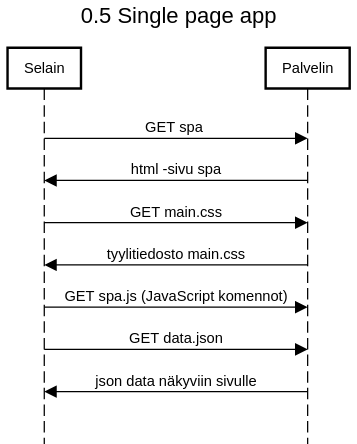 0.5 Single page app
Selain
Palvelin
GET spa
html -sivu spa
GET main.css
tyylitiedosto main.css
GET spa.js (JavaScript komennot)
GET data.json
json data näkyviin sivulle